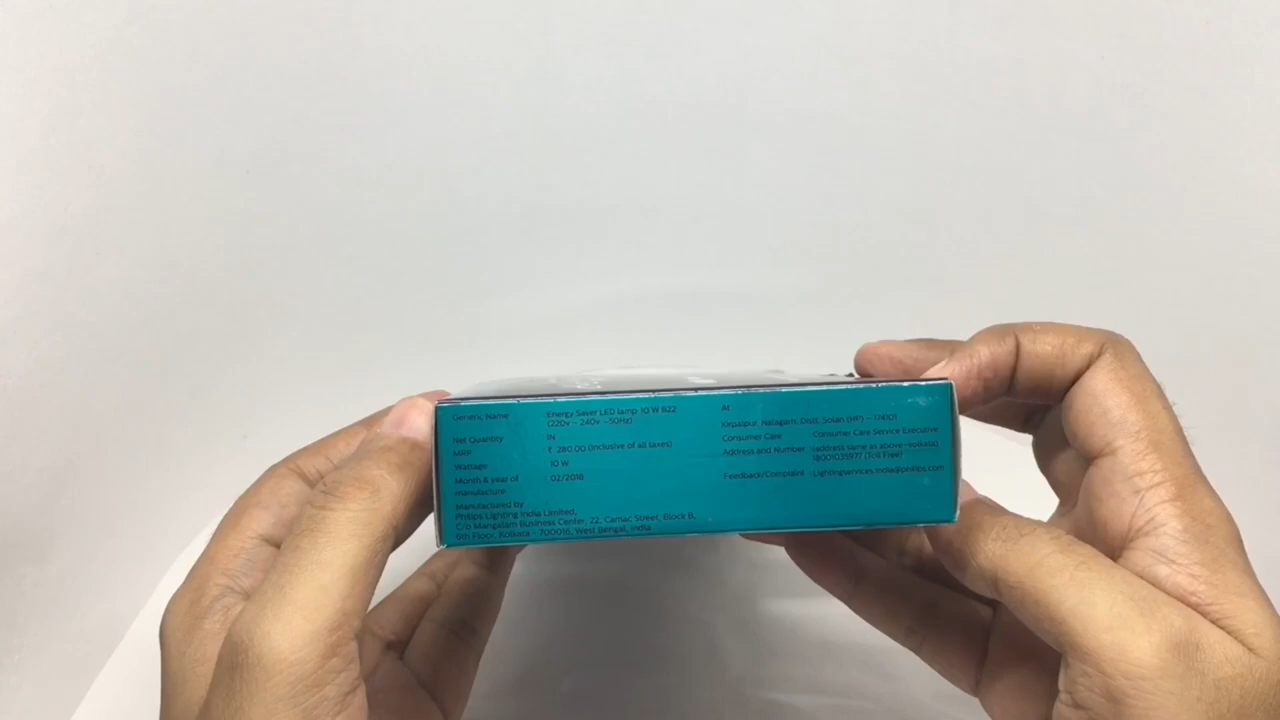 Generic Name Energy Saver LED lamp 10 W B22
(220v - 240v ~50Hz)
Net Quantity 1N
MRP ₹ 280.00 (Inclusive of all taxes)
Wattage 10 W
Month & year of 02/2018
manufacture
Manufactured by
Philips Lighting India Limited,
C/o Mangalam Business Center, 22, Camac Street, Block B,
6th Floor, Kolkata - 700016, West Bengal, India
At
Kirpalpur, Nalagarh, Distt. Solan (HP) - 174101
Consumer Care : Consumer Care Service Executive
Address and Number (address same as above-kolkata)
18001035977 (Toll Free)
Feedback/Complaint : Lightingservices.india@philips.com